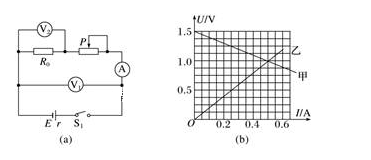 V₂
P
R₀
A
V₁
E r S₁
(a)
U/V
1.5
1.0
0.5
O
0.2 0.4 0.6
I/A
乙
甲
(b)